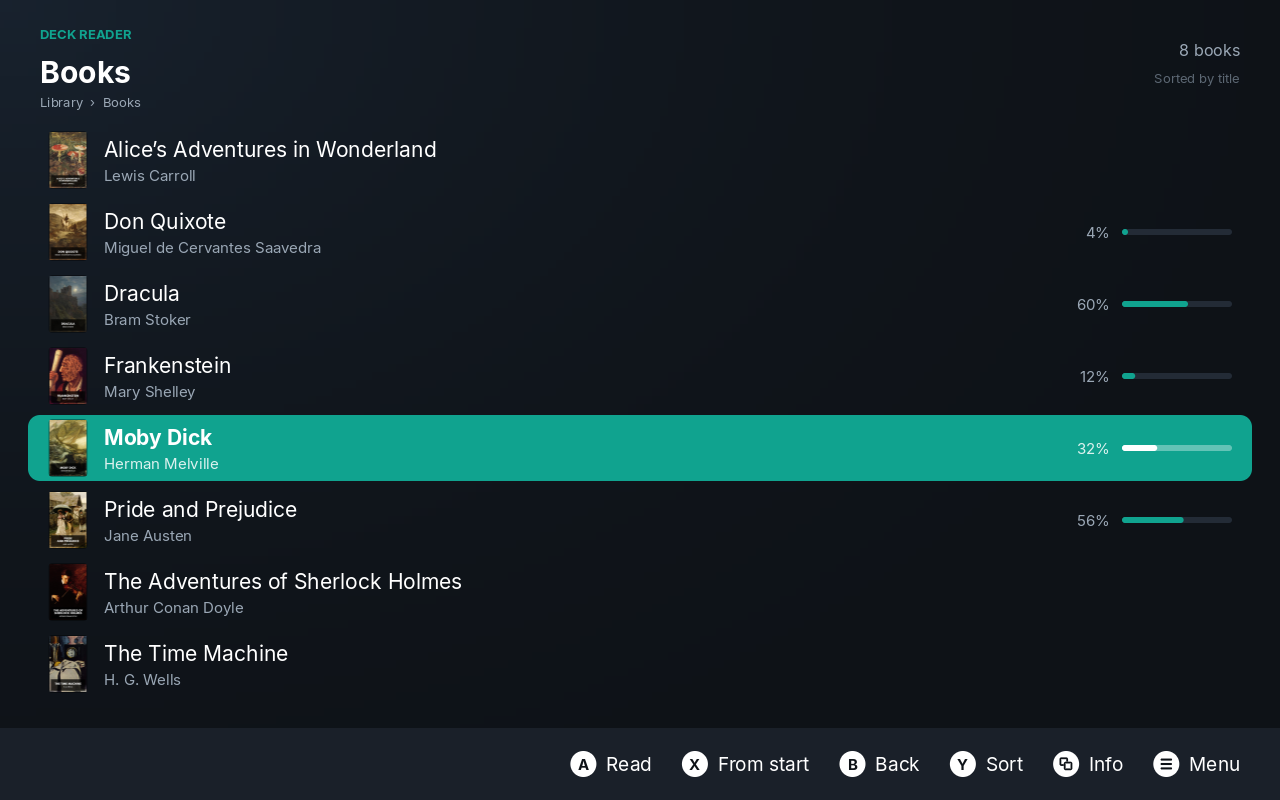 DECK READER
Books
Library › Books
8 books
Sorted by title
Alice’s Adventures in Wonderland
Lewis Carroll
Don Quixote
Miguel de Cervantes Saavedra
4%
Dracula
Bram Stoker
60%
Frankenstein
Mary Shelley
12%
Moby Dick
Herman Melville
32%
Pride and Prejudice
Jane Austen
56%
The Adventures of Sherlock Holmes
Arthur Conan Doyle
The Time Machine
H. G. Wells
A Read X From start B Back Y Sort Info Menu